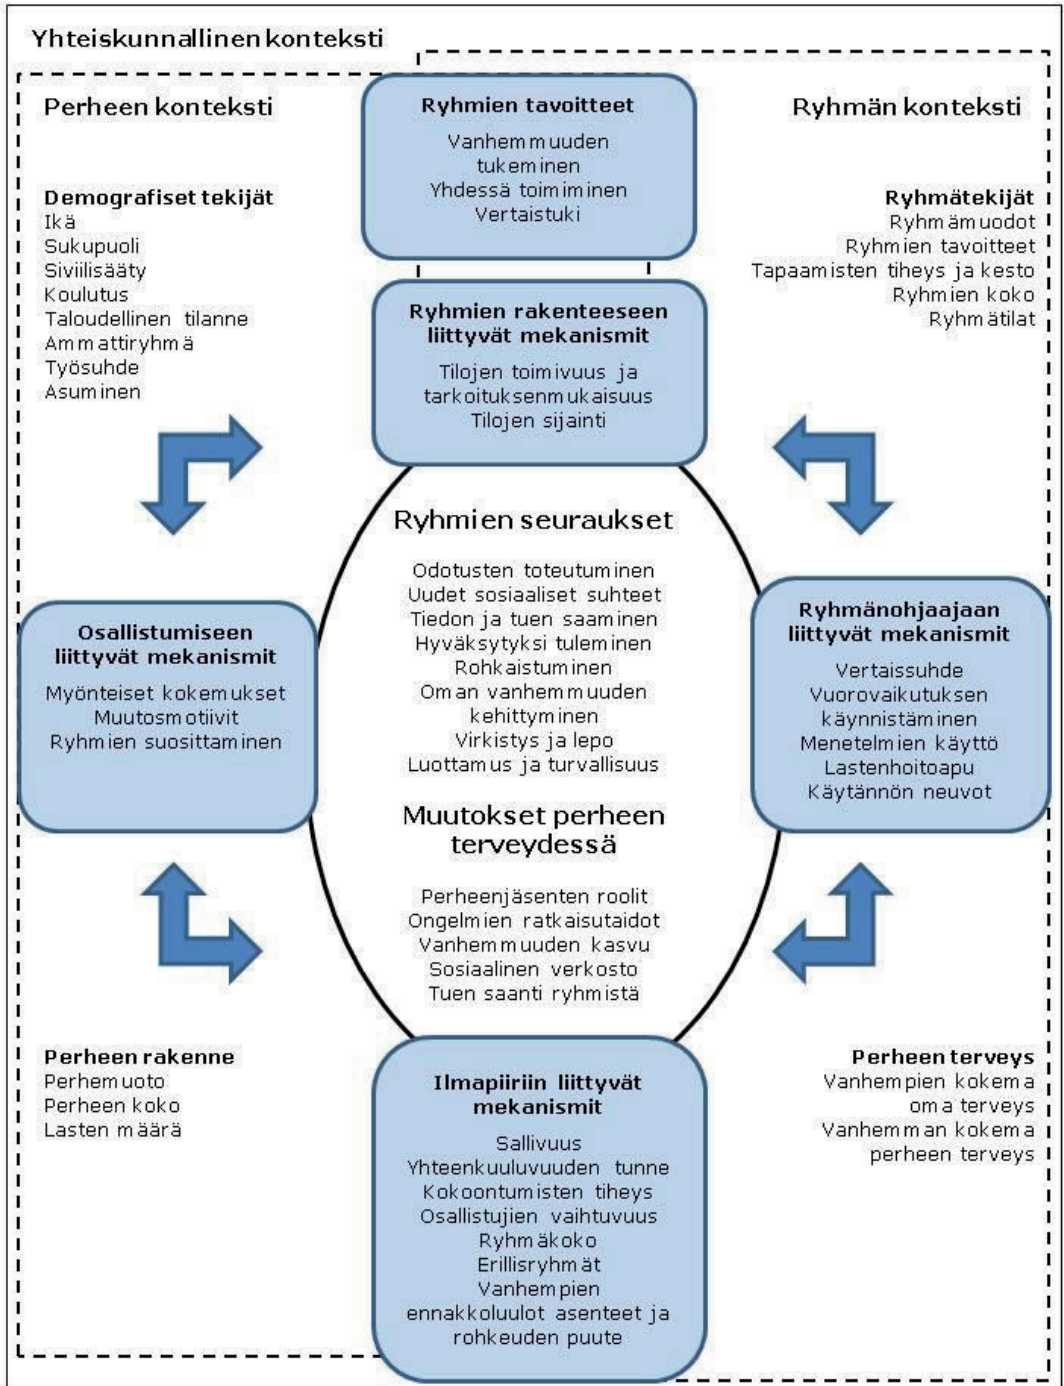 Yhteiskunnallinen konteksti
Perheen konteksti
Demografiset tekijät
Ikä
Sukupuoli
Siviilisääty
Koulutus
Taloudellinen tilanne
Ammattiryhmä
Työsuhde
Asuminen
Ryhmien tavoitteet
Vanhemmuuden
tukeminen
Yhdessä toimiminen
Vertaistuki
Ryhmän konteksti
Ryhmätekijät
Ryhmämuodot
Ryhmien tavoitteet
Tapaamisten tiheys ja kesto
Ryhmien koko
Ryhmätilat
Ryhmien rakenteeseen
liittyvät mekanismit
Tilojen toimivuus ja
tarkoituksenmukaisuus
Tilojen sijainti
Osallistumiseen
liittyvät mekanismit
Myönteiset kokemukset
Muutosmotiivit
Ryhmien suosittaminen
Ryhmien seuraukset
Odotusten toteutuminen
Uudet sosiaaliset suhteet
Tiedon ja tuen saaminen
Hyväksytyksi tuleminen
Rohkaistuminen
Oman vanhemmuuden
kehittyminen
Virkistys ja lepo
Luottamus ja turvallisuus
Muutokset perheen
terveydessä
Perheenjäsenten roolit
Ongelmien ratkaisutaidot
Vanhemmuuden kasvu
Sosiaalinen verkosto
Tuen saanti ryhmistä
Ryhmänohjaajaan
liittyvät mekanismit
Vertaissuhde
Vuorovaikutuksen
käynnistäminen
Menetelmien käyttö
Lastenhoitoapu
Käytännön neuvot
Perheen rakenne
Perhemuoto
Perheen koko
Lasten määrä
Ilmapiiriin liittyvät
mekanismit
Sallivuus
Yhteenkuuluvuuden tunne
Kokoontumisten tiheys
Osallistujien vaihtuvuus
Ryhmäkoko
Erillisryhmät
Vanhempien
ennakkoluulot asenteet ja
rohkeuden puute
Perheen terveys
Vanhempien kokema
oma terveys
Vanhemman kokema
perheen terveys